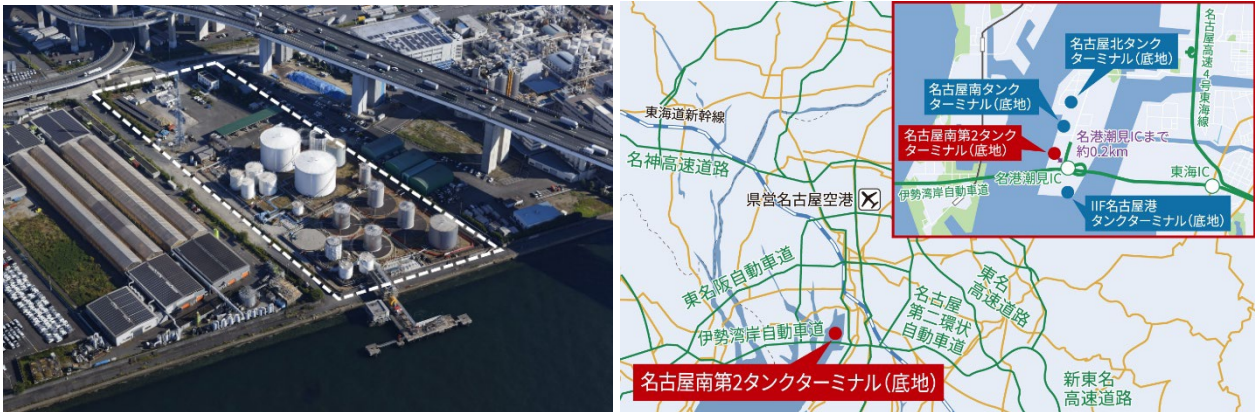 東海道新幹線
名神高速道路
県営名古屋空港
東名阪自動車道
伊勢湾岸自動車道
名古屋
第二環状
自動車道
東名
高速道路
新東名
高速道路
名古屋南第2タンクターミナル(底地)
名古屋北タンク
ターミナル(底地)
名古屋南タンク
ターミナル(底地)
名古屋南第2タンク
ターミナル(底地)
名港潮見ICまで
約0.2km
名港潮見IC
伊勢湾岸自動車道
東海IC
IIF名古屋港
タンクターミナル(底地)
名古屋高速4号東海線